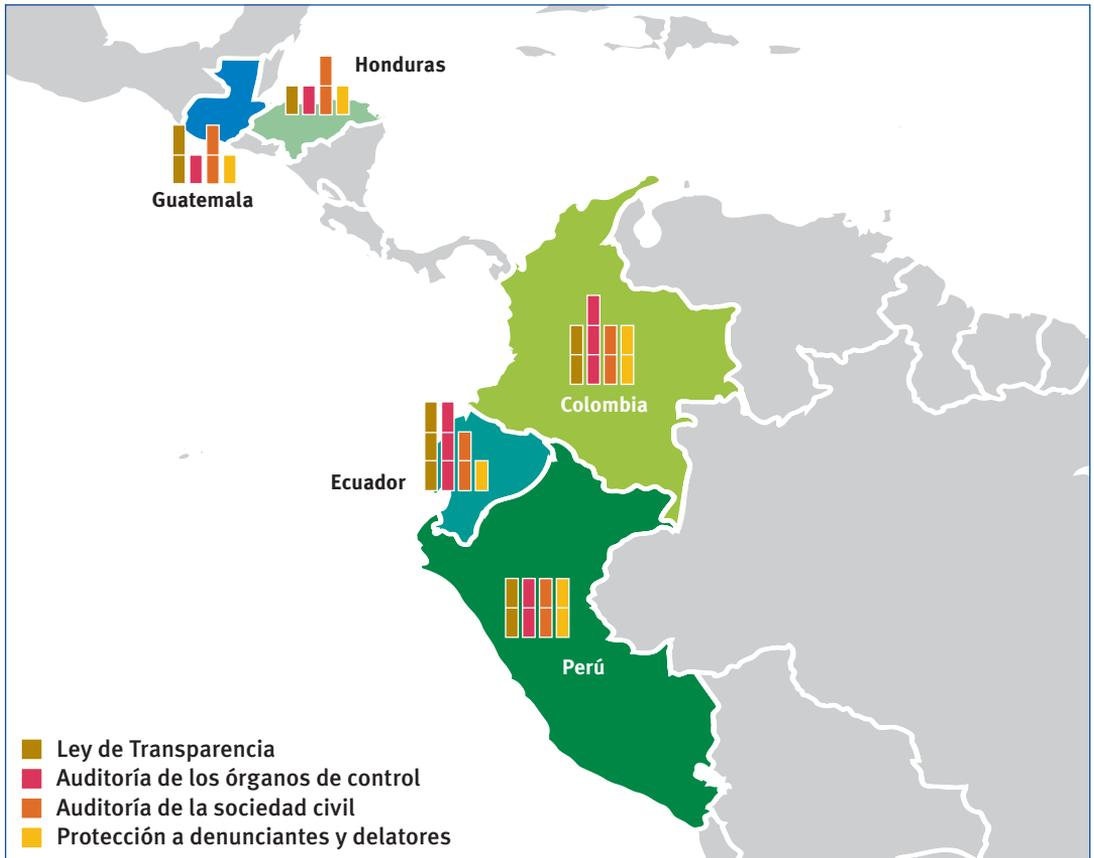 Honduras
Guatemala
Colombia
Ecuador
Perú
Ley de Transparencia
Auditoría de los órganos de control
Auditoría de la sociedad civil
Protección a denunciantes y delatores